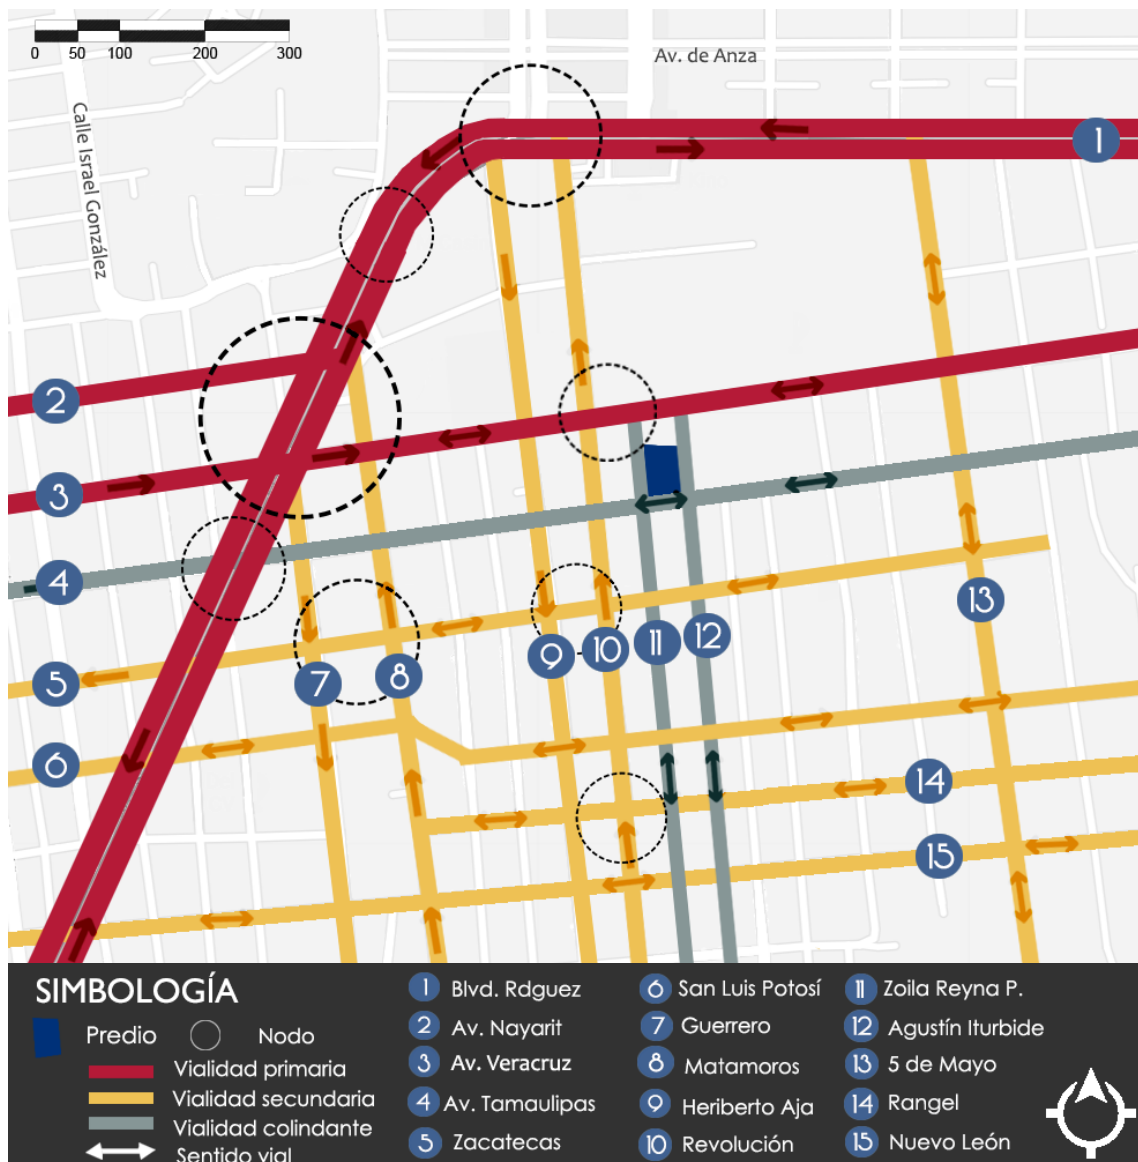 0 50 100 200 300
Av. de Anza
Calle Israel González
1
2
3
4
5
6
7
8
9
10
11
12
13
14
15
SIMBOLOGÍA
Predio
Nodo
Vialidad primaria
Vialidad secundaria
Vialidad colindante
Sentido vial
1 Blvd. Rdguez
2 Av. Nayarit
3 Av. Veracruz
4 Av. Tamaulipas
5 Zacatecas
6 San Luis Potosí
7 Guerrero
8 Matamoros
9 Heriberto Aja
10 Revolución
11 Zoila Reyna P.
12 Agustín Iturbide
13 5 de Mayo
14 Rangel
15 Nuevo León